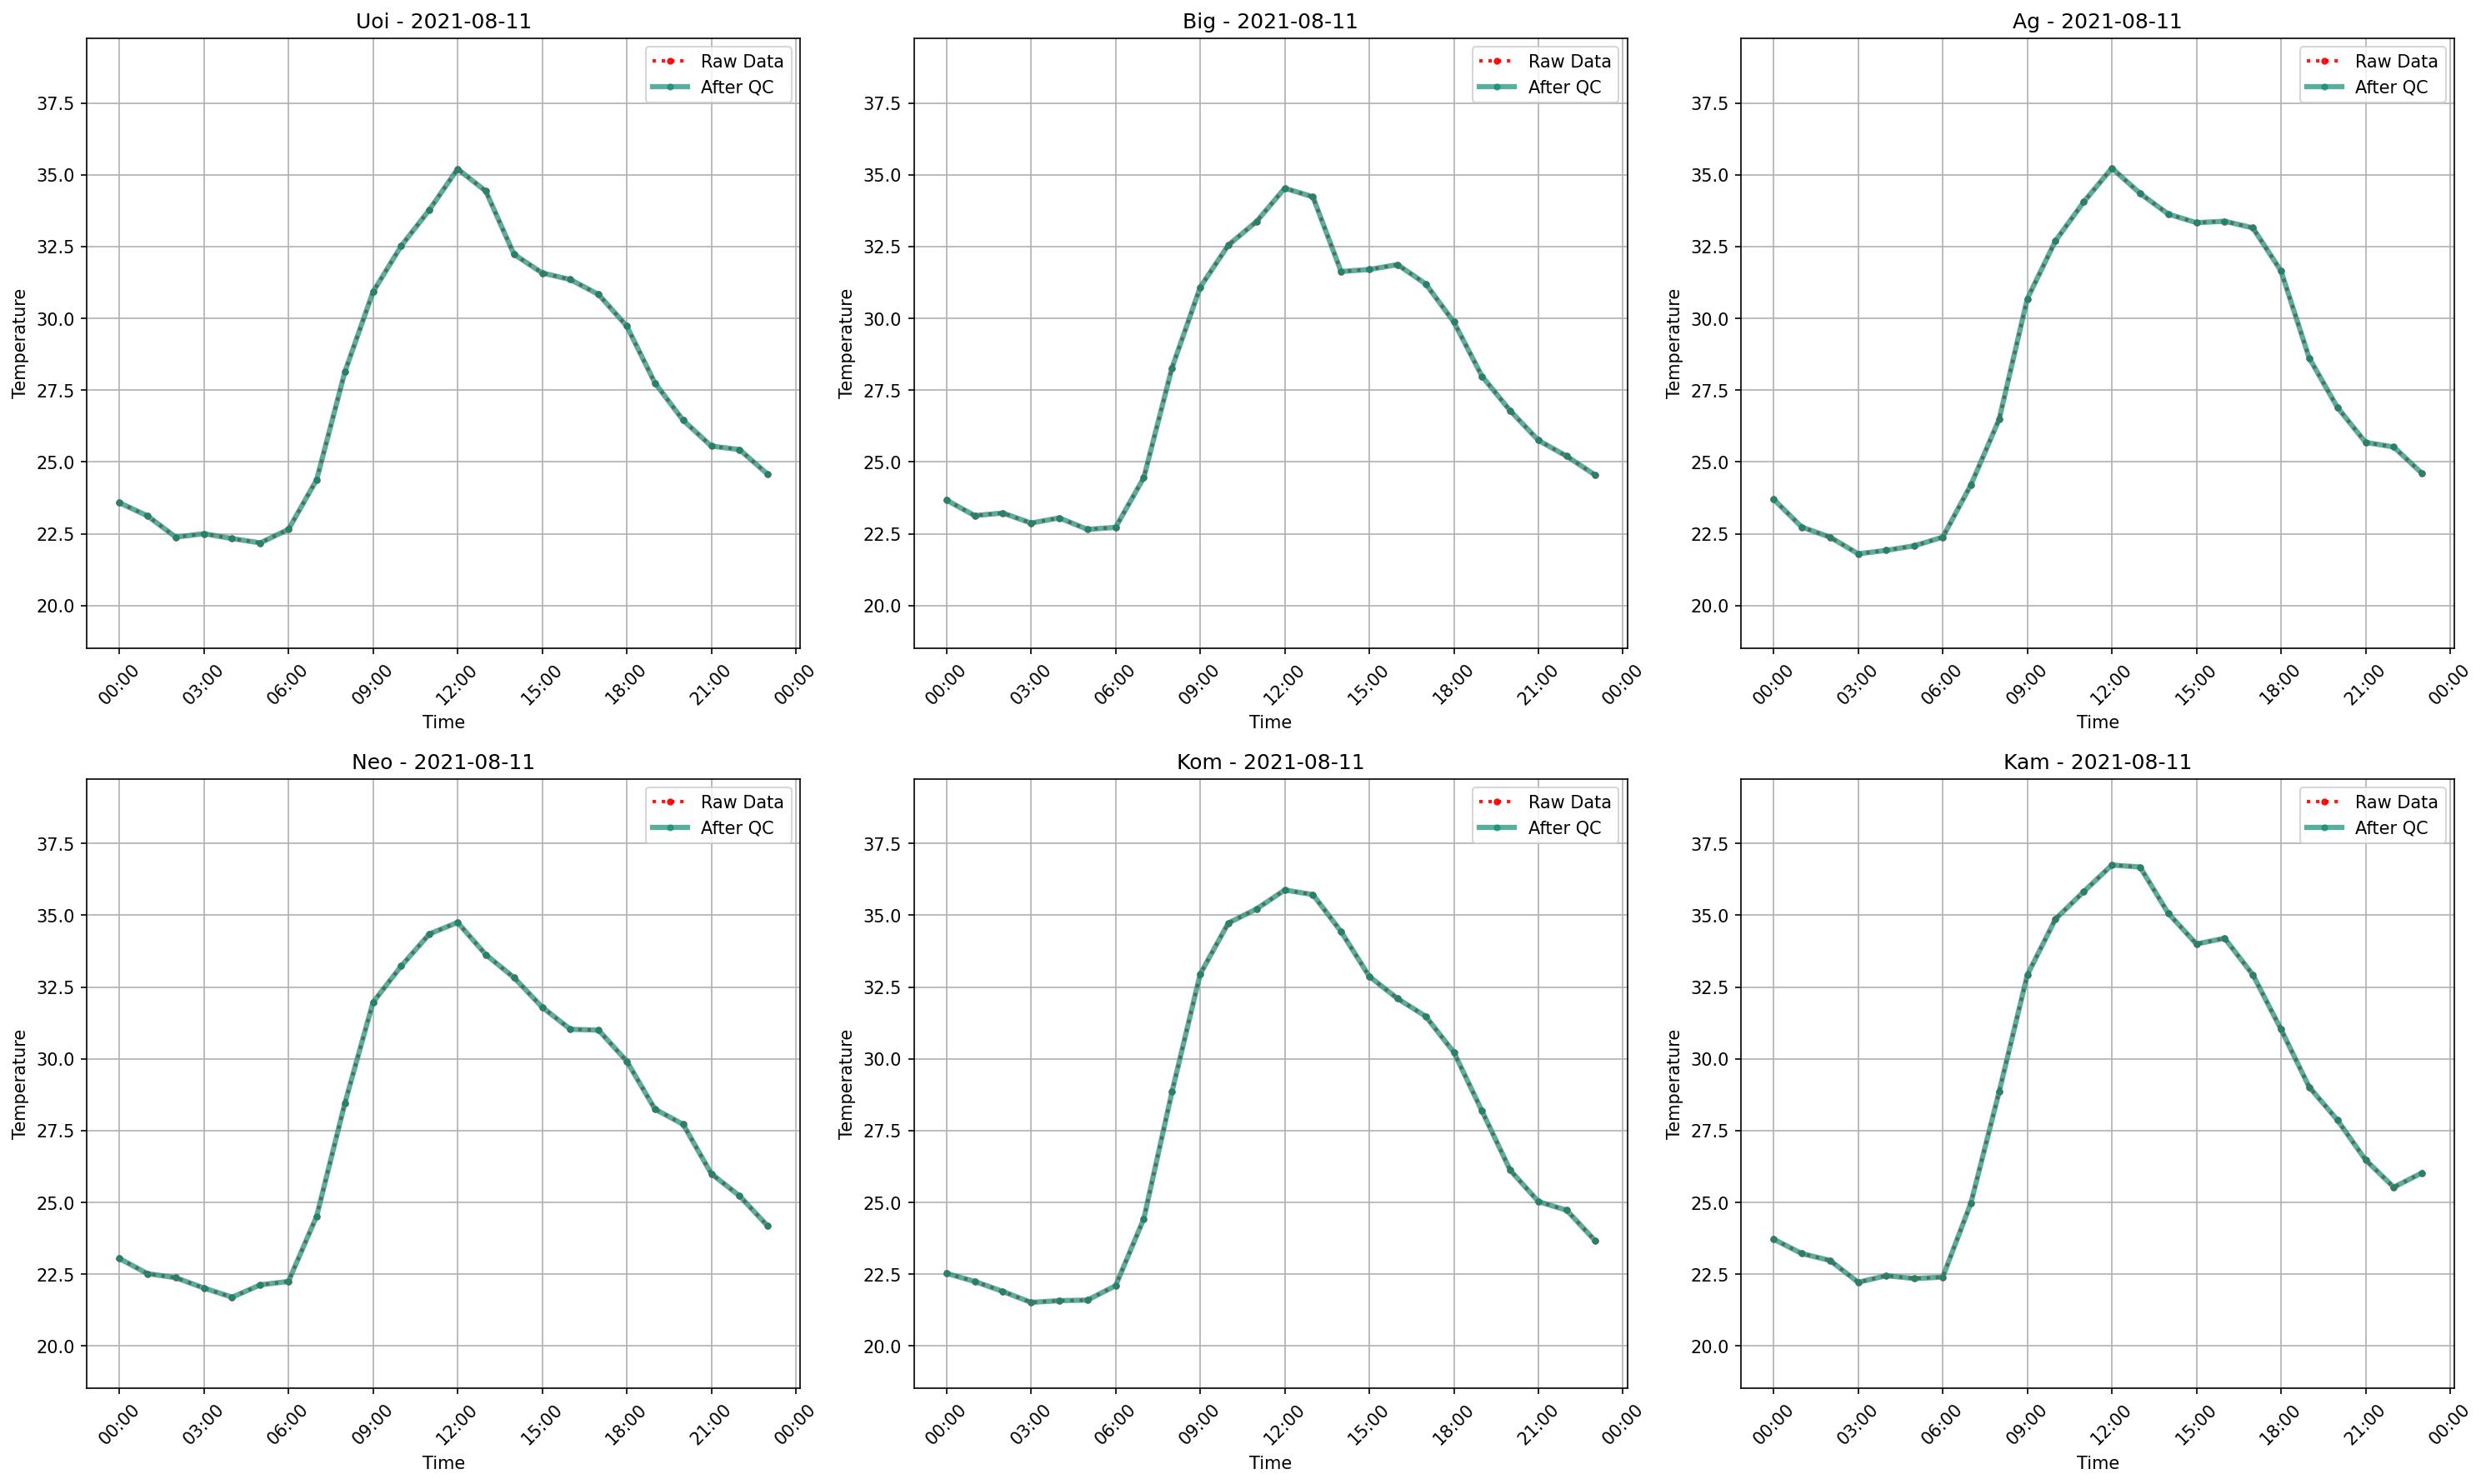 Uoi - 2021-08-11
Raw Data
After QC
37.5
35.0
32.5
30.0
27.5
25.0
22.5
20.0
Temperature
00:00 03:00 06:00 09:00 12:00 15:00 18:00 21:00 00:00
Time
Big - 2021-08-11
Raw Data
After QC
37.5
35.0
32.5
30.0
27.5
25.0
22.5
20.0
Temperature
00:00 03:00 06:00 09:00 12:00 15:00 18:00 21:00 00:00
Time
Ag - 2021-08-11
Raw Data
After QC
37.5
35.0
32.5
30.0
27.5
25.0
22.5
20.0
Temperature
00:00 03:00 06:00 09:00 12:00 15:00 18:00 21:00 00:00
Time
Neo - 2021-08-11
Raw Data
After QC
37.5
35.0
32.5
30.0
27.5
25.0
22.5
20.0
Temperature
00:00 03:00 06:00 09:00 12:00 15:00 18:00 21:00 00:00
Time
Kom - 2021-08-11
Raw Data
After QC
37.5
35.0
32.5
30.0
27.5
25.0
22.5
20.0
Temperature
00:00 03:00 06:00 09:00 12:00 15:00 18:00 21:00 00:00
Time
Kam - 2021-08-11
Raw Data
After QC
37.5
35.0
32.5
30.0
27.5
25.0
22.5
20.0
Temperature
00:00 03:00 06:00 09:00 12:00 15:00 18:00 21:00 00:00
Time